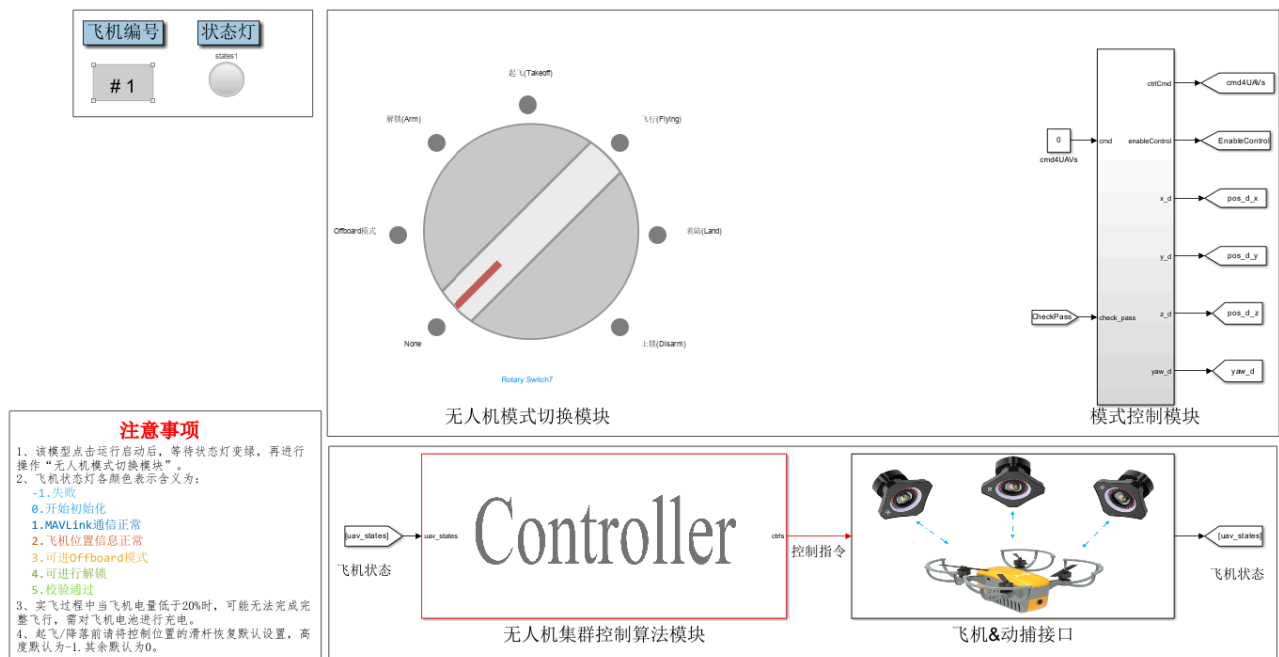 飞机编号
状态灯
states1
# 1
起飞(Takeoff)
解锁(Arm)
飞行(Flying)
Offboard模式
着陆(Land)
None
上锁(Disarm)
Rotary Switch7
无人机模式切换模块
0
cmd4UAVs
CheckPass
cmd
check_pass
ctrlCmd
enableControl
x_d
y_d
z_d
yaw_d
cmd4UAVs
EnableControl
pos_d_x
pos_d_y
pos_d_z
yaw_d
模式控制模块
注意事项
1、该模型点击运行启动后，等待状态灯变绿，再进行
操作“无人机模式切换模块”。
2、飞机状态灯各颜色表示含义为：
-1.失败
0.开始初始化
1.MAVLink通信正常
2.飞机位置信息正常
3.可进Offboard模式
4.可进行解锁
5.校验通过
3、实飞过程中当飞机电量低于20%时，可能无法完成完
整飞行，需对飞机电池进行充电。
4、起飞/降落前请将控制位置的滑杆恢复默认设置，高
度默认为-1.其余默认为0。
[uav_states]
飞机状态
uav_states
Controller
ctrls
无人机集群控制算法模块
控制指令
飞机&动捕接口
[uav_states]
飞机状态